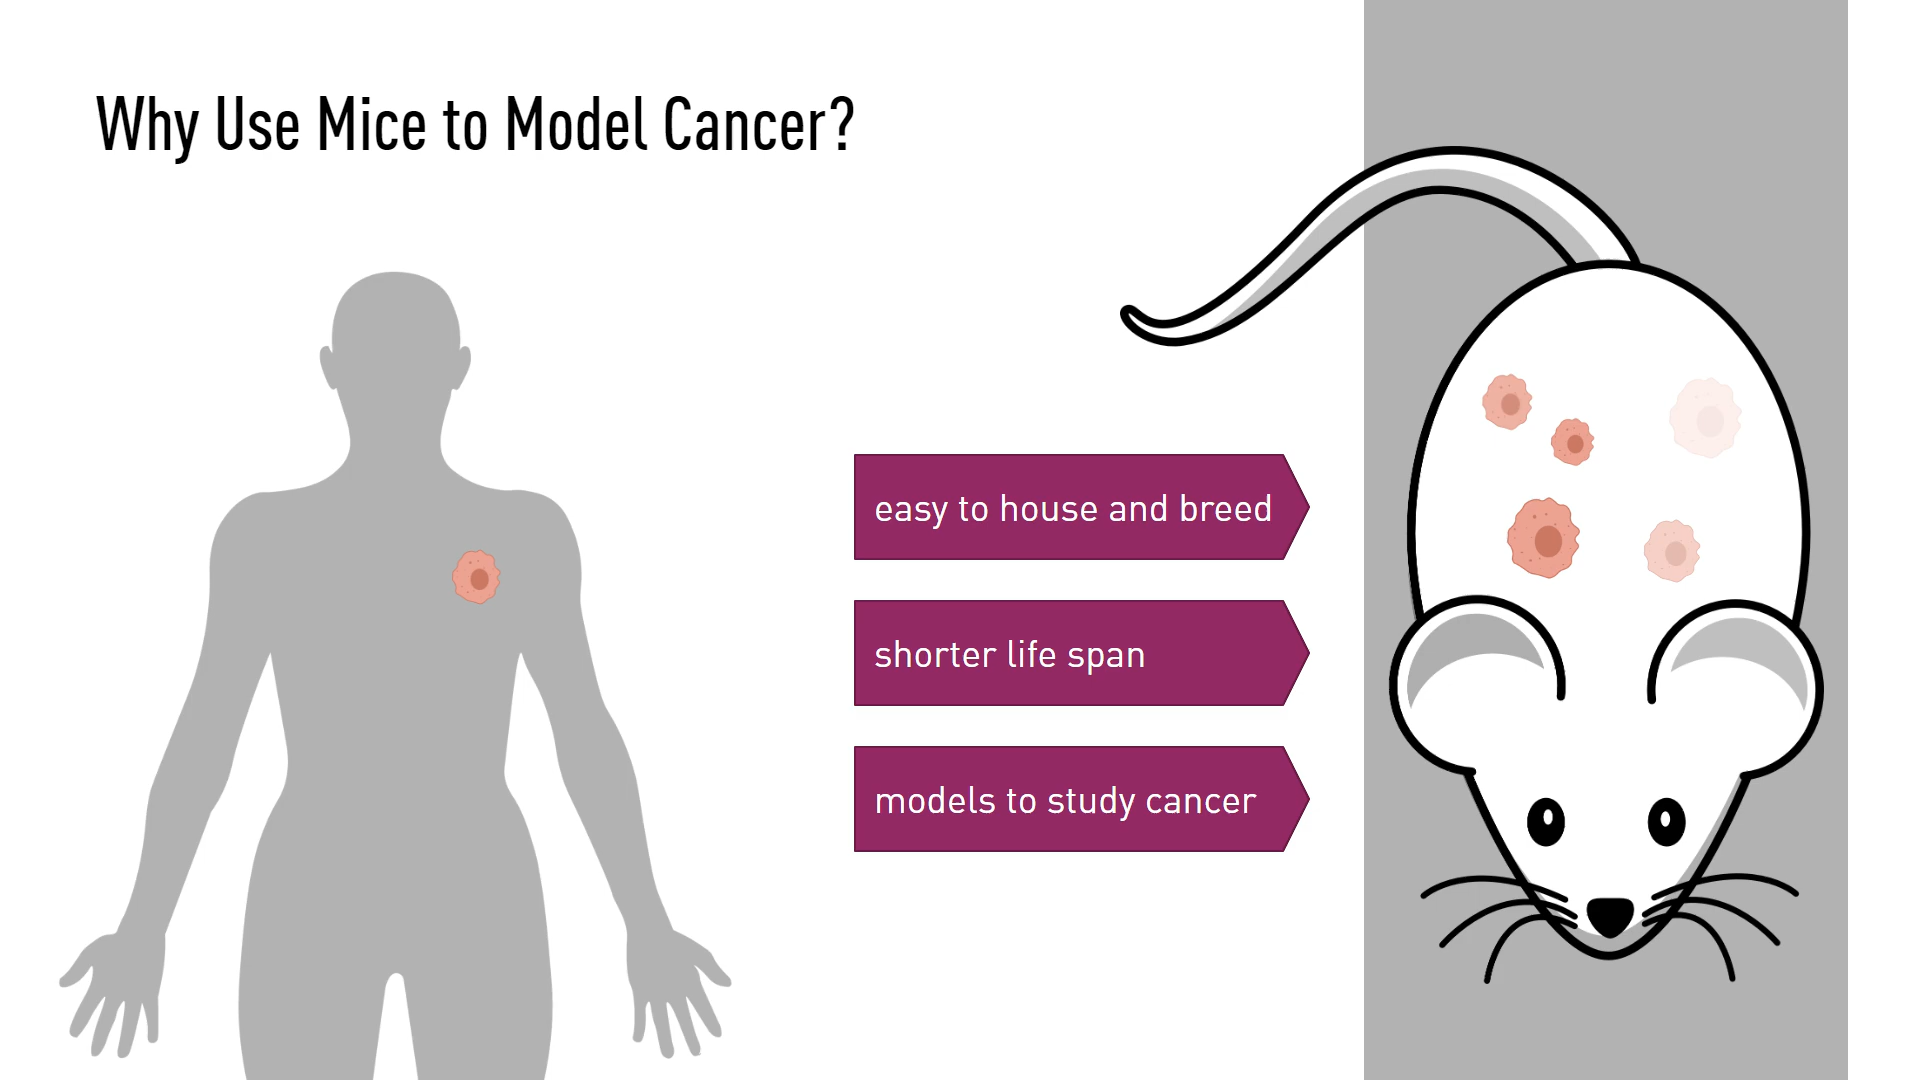 Why Use Mice to Model Cancer?
easy to house and breed
shorter life span
models to study cancer